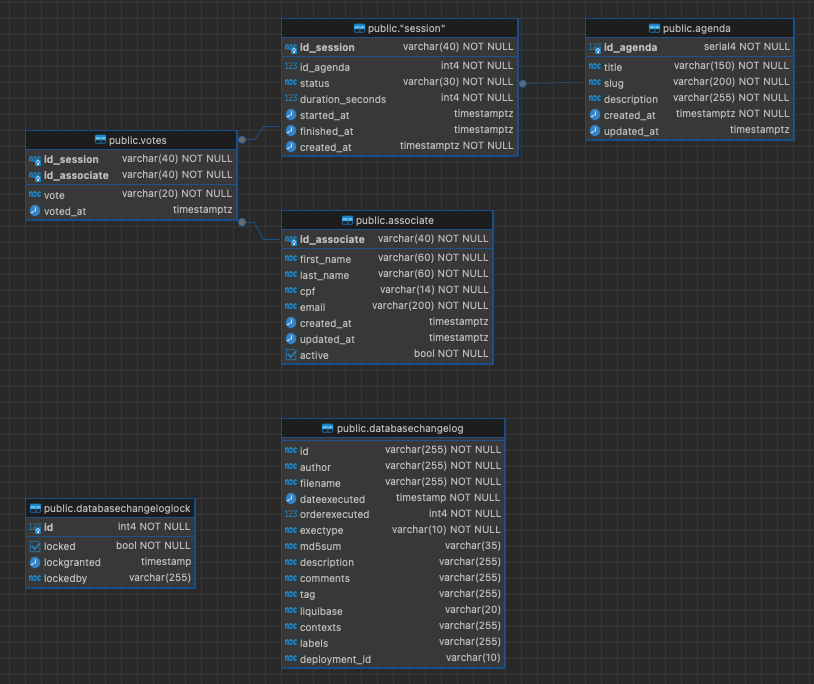 public."session"
id_session varchar(40) NOT NULL
123 id_agenda int4 NOT NULL
status varchar(30) NOT NULL
123 duration_seconds int4 NOT NULL
started_at timestamptz
finished_at timestamptz
created_at timestamptz NOT NULL
public.agenda
123 id_agenda serial4 NOT NULL
title varchar(150) NOT NULL
slug varchar(200) NOT NULL
description varchar(255) NOT NULL
created_at timestamptz NOT NULL
updated_at timestamptz
public.votes
id_session varchar(40) NOT NULL
id_associate varchar(40) NOT NULL
vote varchar(20) NOT NULL
voted_at timestamptz
public.associate
id_associate varchar(40) NOT NULL
first_name varchar(60) NOT NULL
last_name varchar(60) NOT NULL
cpf varchar(14) NOT NULL
email varchar(200) NOT NULL
created_at timestamptz
updated_at timestamptz
active bool NOT NULL
public.databasechangelog
id varchar(255) NOT NULL
author varchar(255) NOT NULL
filename varchar(255) NOT NULL
dateexecuted timestamp NOT NULL
123 orderexecuted int4 NOT NULL
exectype varchar(10) NOT NULL
md5sum varchar(35)
description varchar(255)
comments varchar(255)
tag varchar(255)
liquibase varchar(20)
contexts varchar(255)
labels varchar(255)
deployment_id varchar(10)
public.databasechangeloglock
123 id int4 NOT NULL
locked bool NOT NULL
lockgranted timestamp
lockedby varchar(255)